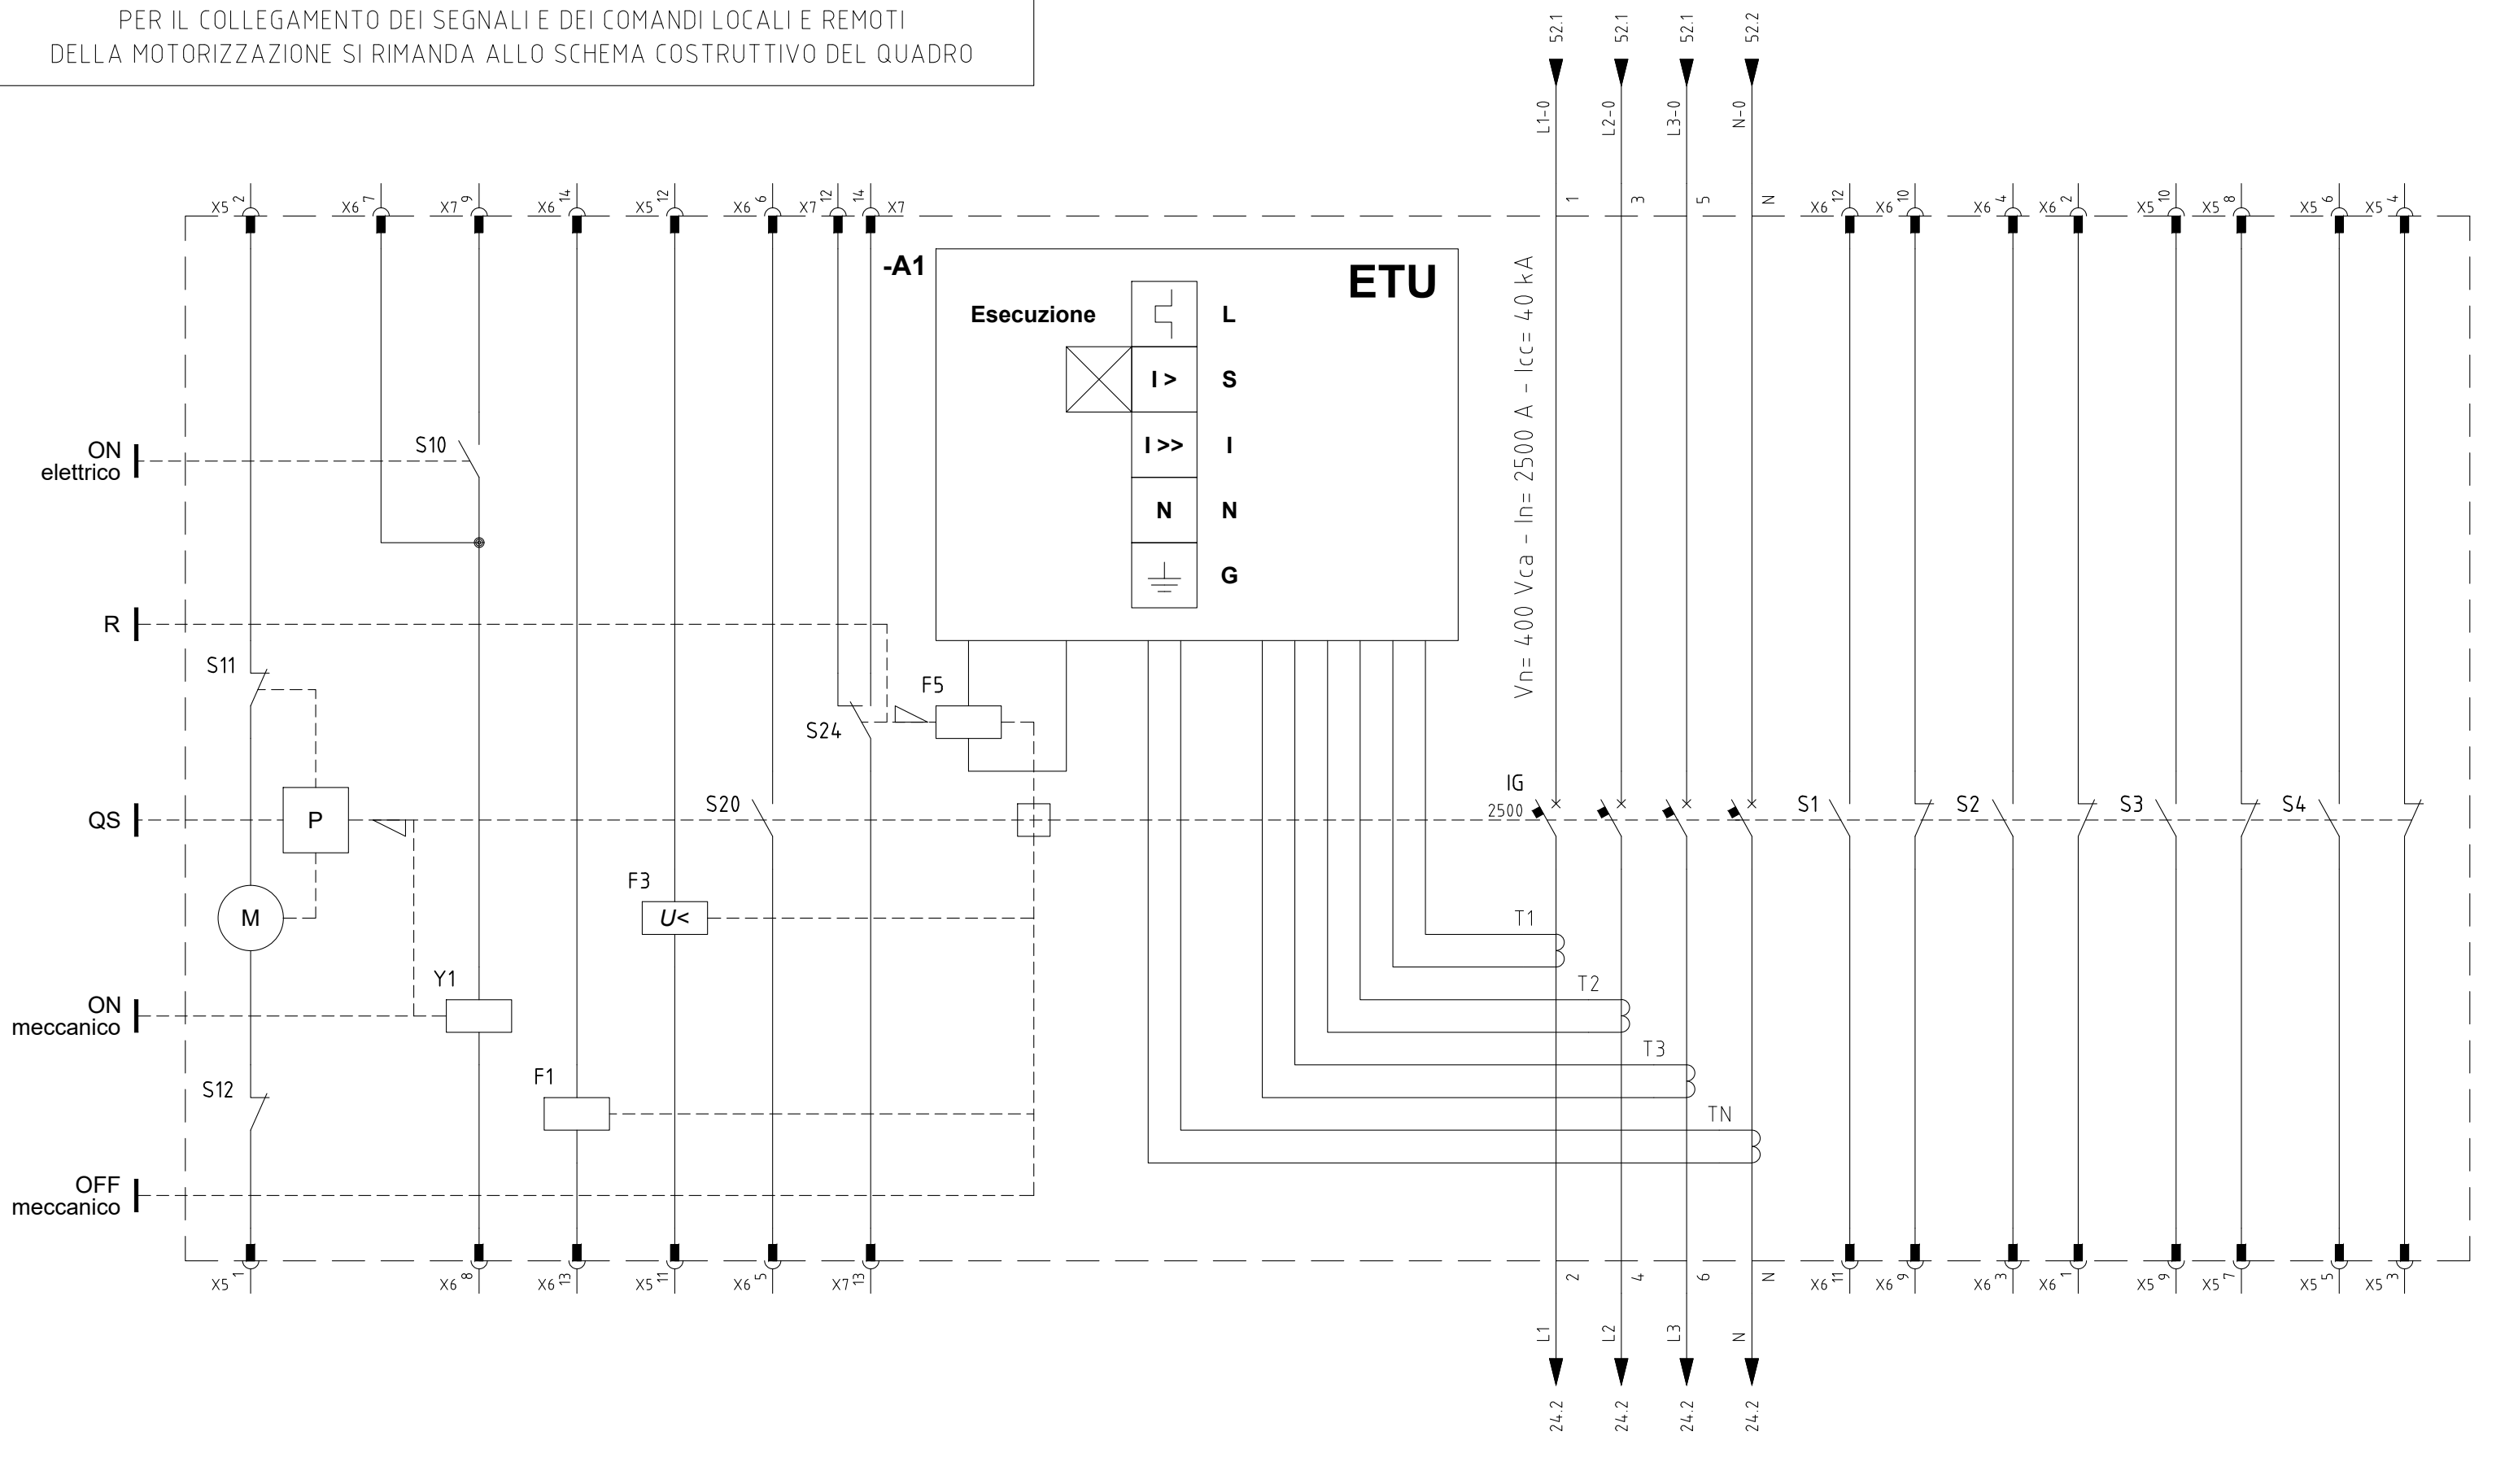 PER IL COLLEGAMENTO DEI SEGNALI E DEI COMANDI LOCALI E REMOTI
DELLA MOTORIZZAZIONE SI RIMANDA ALLO SCHEMA COSTRUTTIVO DEL QUADRO
52.1
52.1
52.1
52.2
L1-0
L2-0
L3-0
N-0
X5 2
X6 7
X7 9
X6 14
X5 12
X6 6
X7 12
14 X7
1
3
5
N
X6 12
X6 10
X6 4
X6 2
X5 10
X5 8
X5 6
X5 4
-A1
ETU
Esecuzione
L
I >
S
I >>
I
N
N
G
Vn= 400 Vca - In= 2500 A - Icc= 40 kA
ON
elettrico
S10
R
S11
F5
S24
QS
P
S20
IG
2500
S1
S2
S3
S4
M
F3
U<
T1
T2
T3
TN
ON
meccanico
Y1
S12
F1
OFF
meccanico
X5 1
X6 8
X6 13
X5 11
X6 5
X7 13
2
4
6
N
X6 11
X6 9
X6 3
X6 1
X5 9
X5 7
X5 5
X5 3
L1
L2
L3
N
24.2
24.2
24.2
24.2